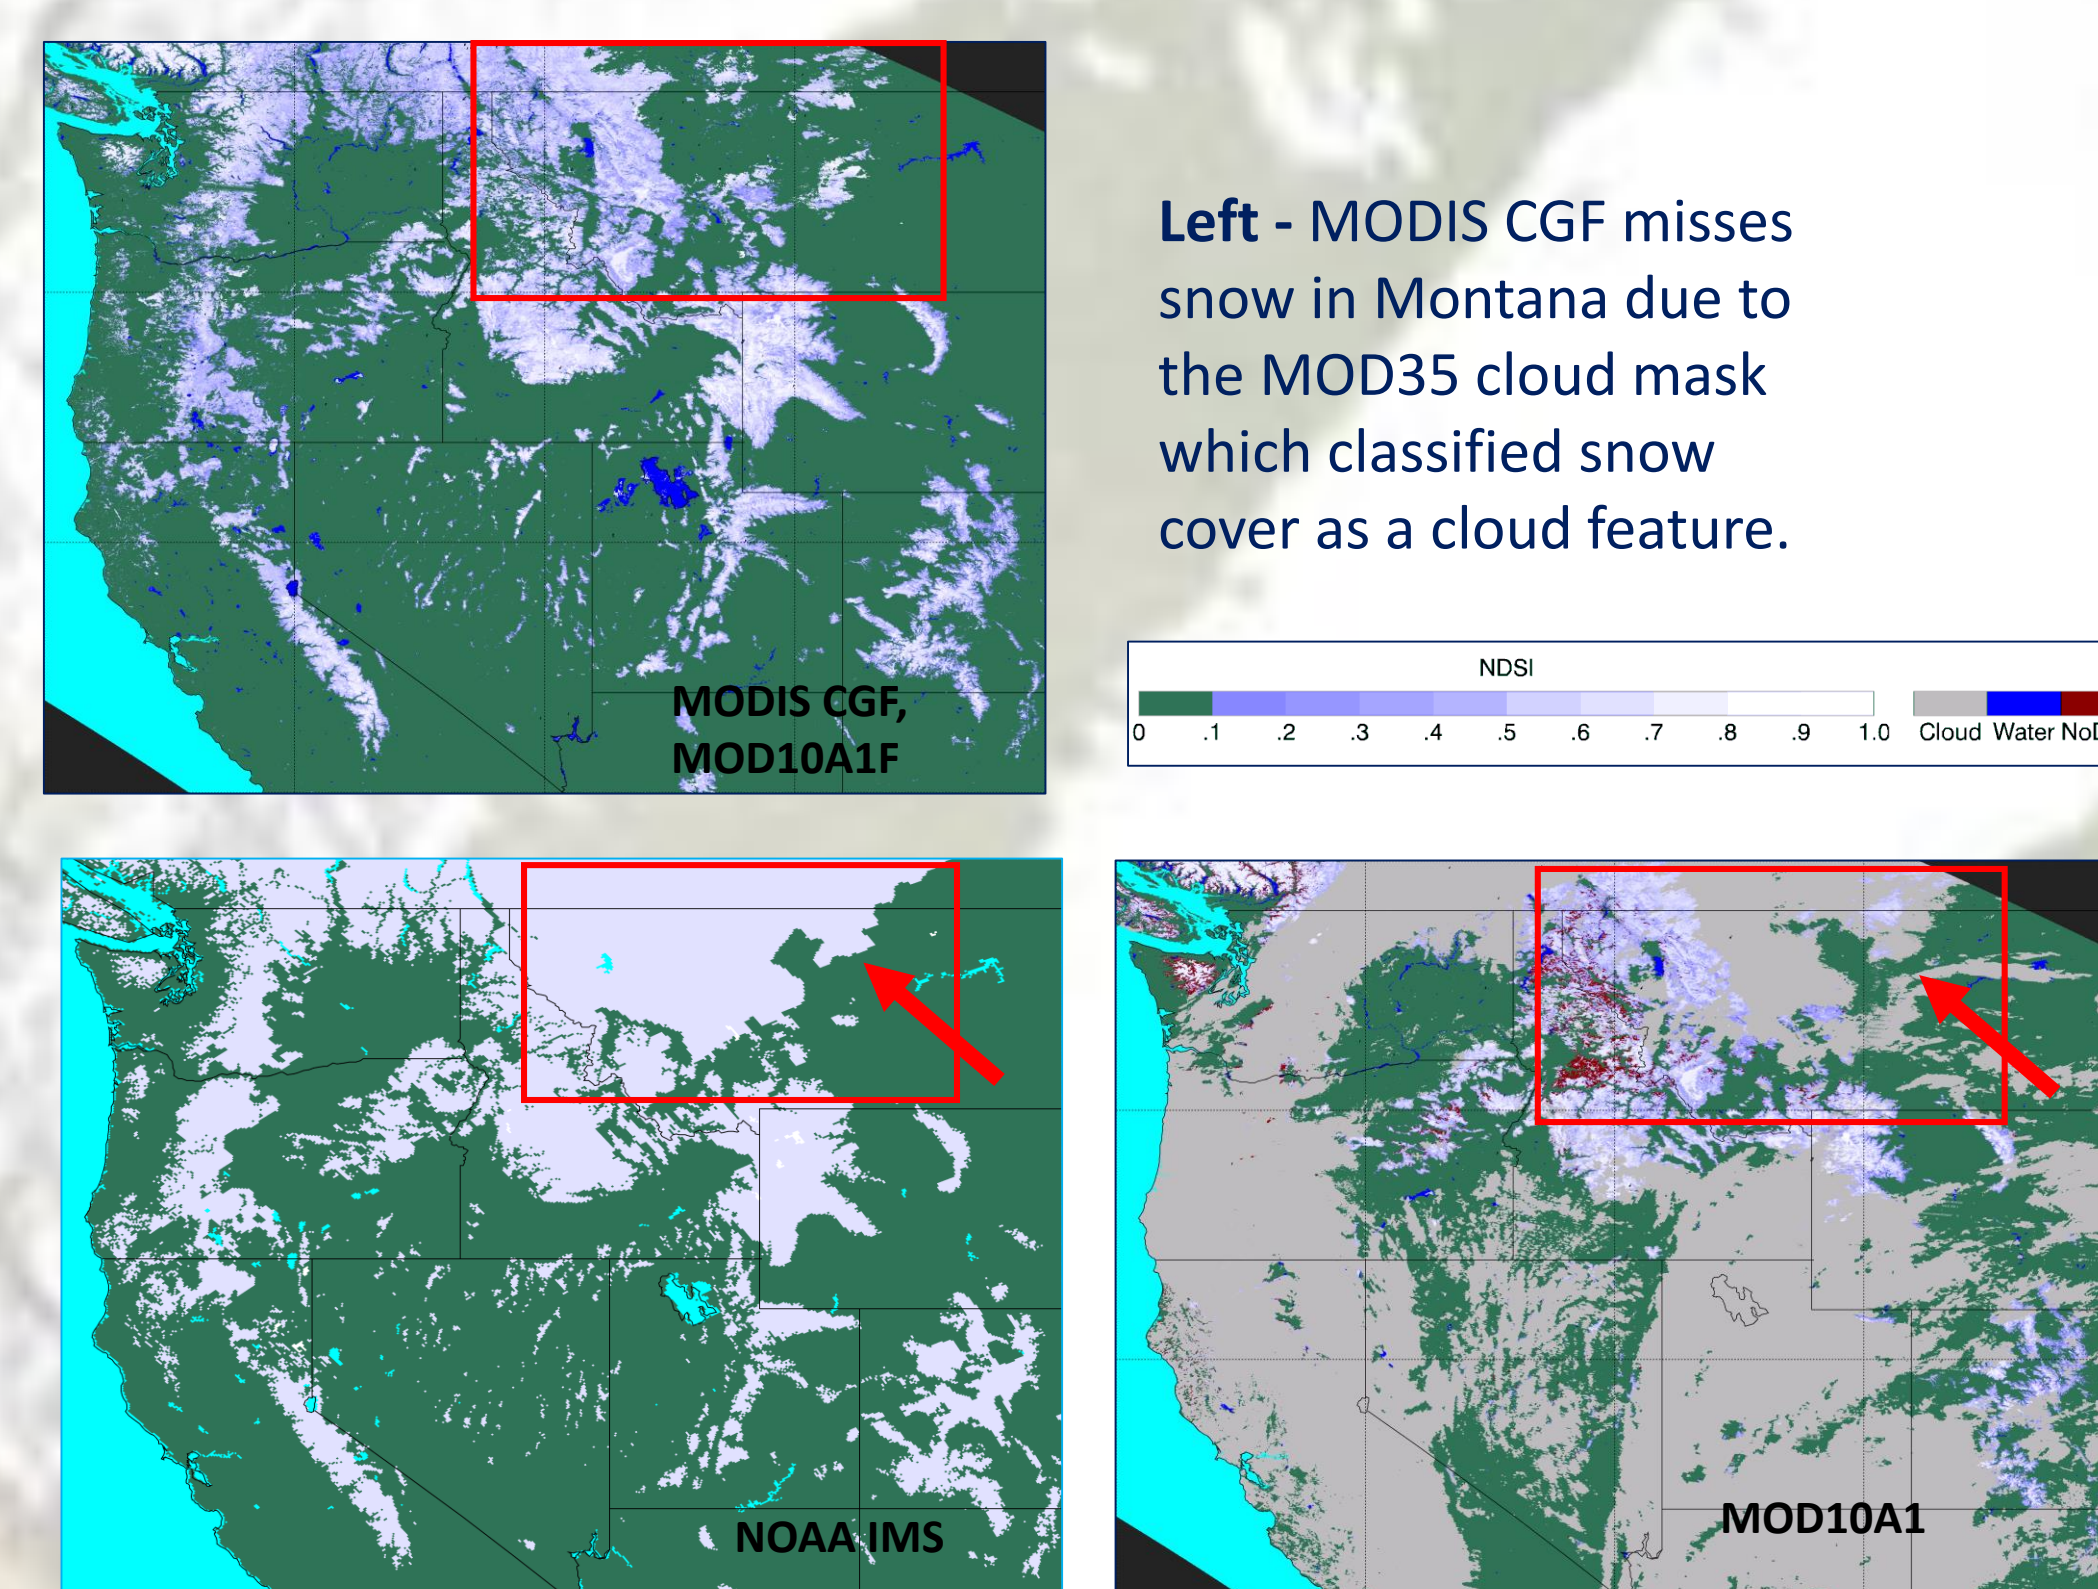 Left - MODIS CGF misses
snow in Montana due to
the MOD35 cloud mask
which classified snow
cover as a cloud feature.
MODIS CGF,
MOD10A1F
NDSI
0 .1 .2 .3 .4 .5 .6 .7 .8 .9 1.0 Cloud Water
NOAA IMS
MOD10A1